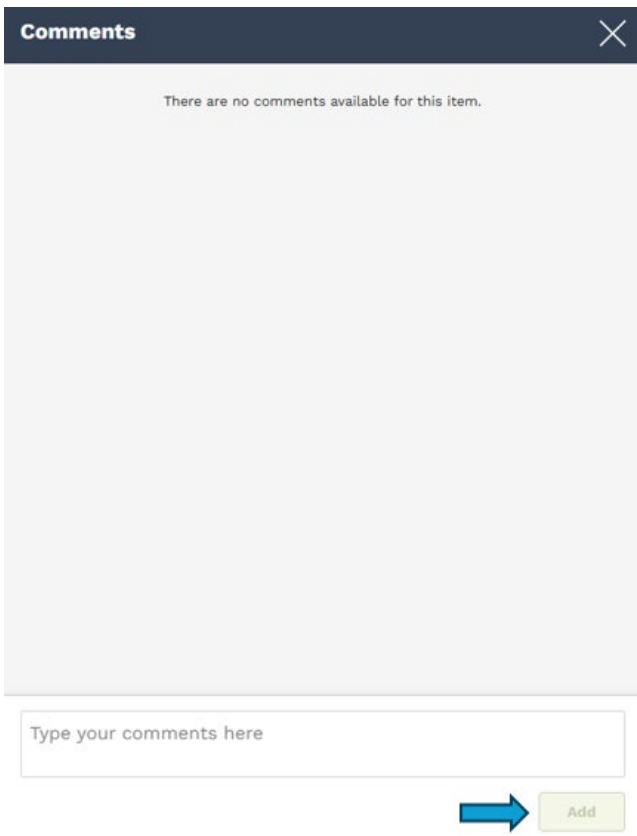 Comments
There are no comments available for this item.
Type your comments here
Add